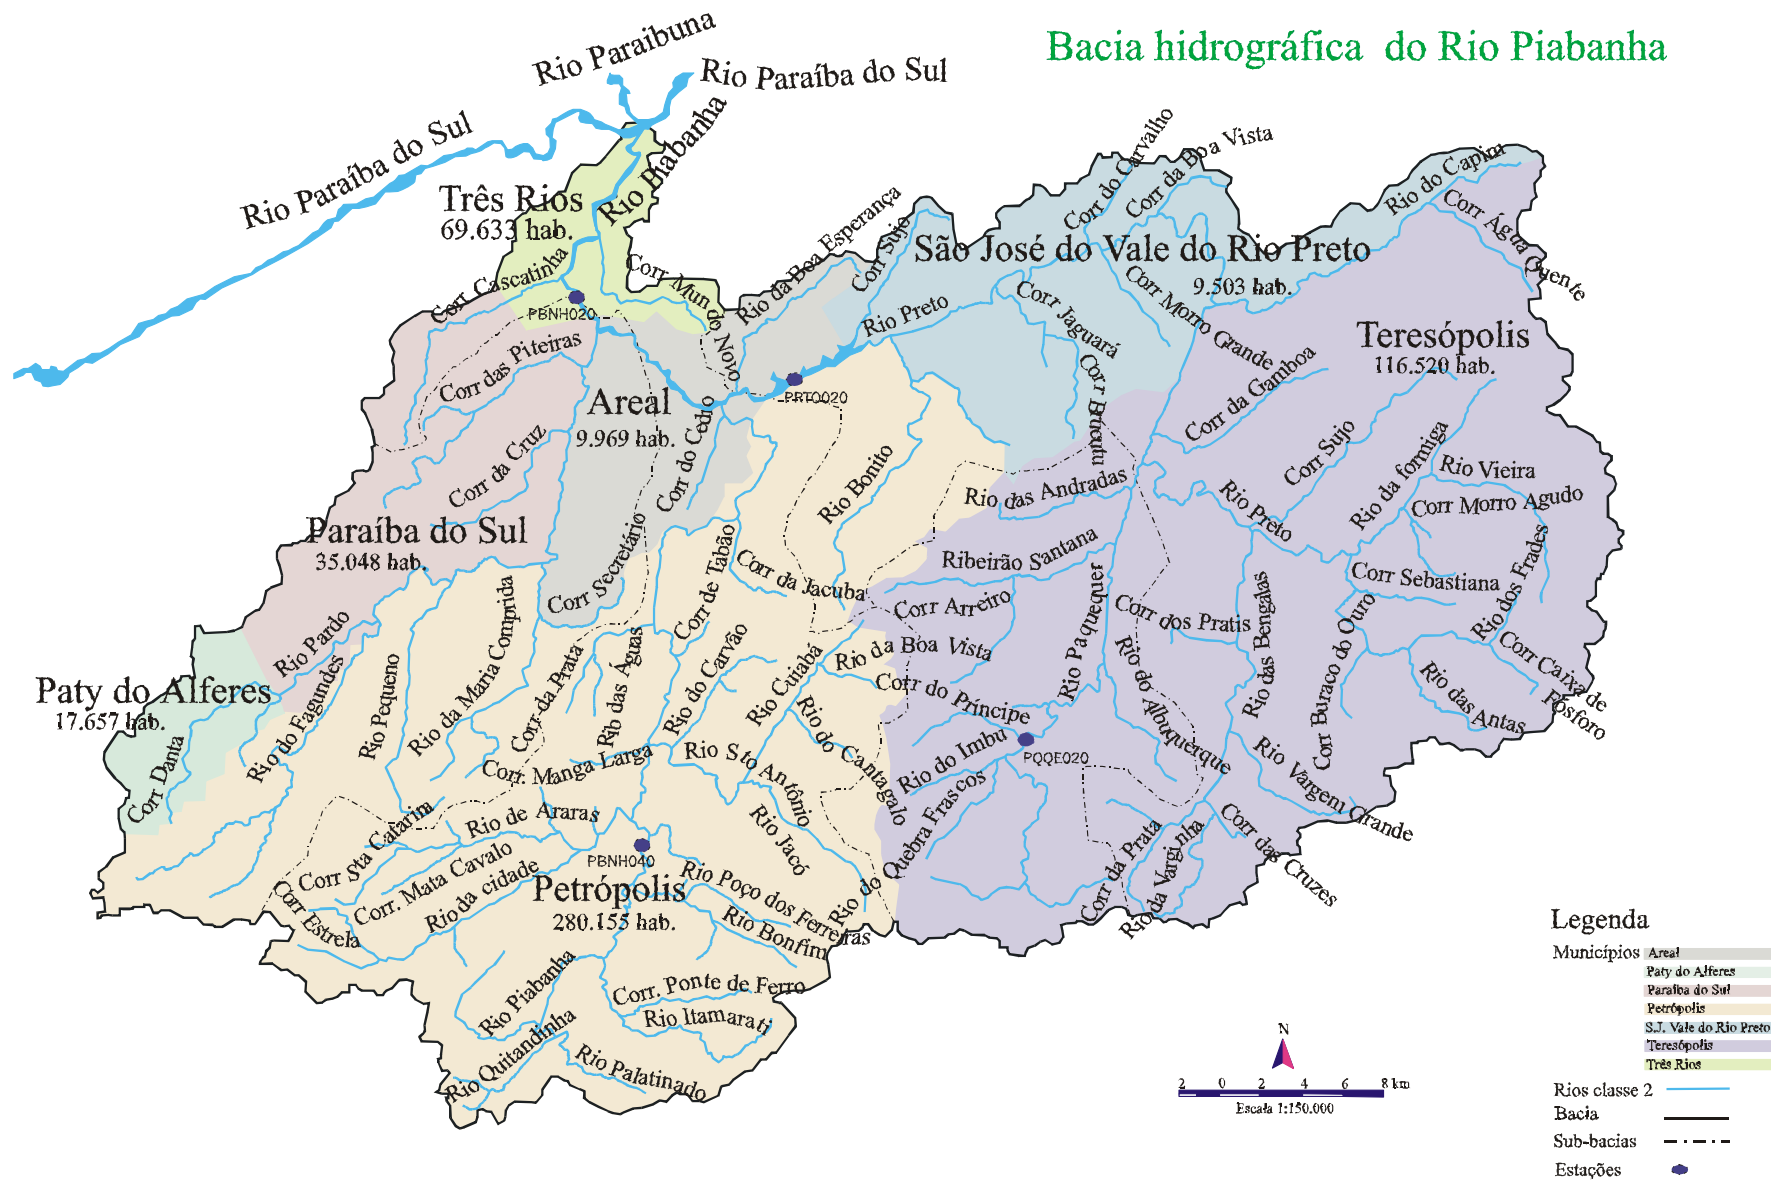 Bacia hidrográfica do Rio Piabanha
Rio Paraibuna
Rio Paraíba do Sul
Rio Paraíba do Sul
Rio Piabanha
Três Rios
69.633 hab.
Corr Cascatinha
Corr Mundo Novo
PBNH020
Rio da Boa Esperança
Corr Sujo
Corr do Carvalho
Corr da Boa Vista
Rio do Capim
Corr Água Quente
São José do Vale do Rio Preto
9.503 hab.
Rio Preto
Corr Jaguará
Corr Morro Grande
Corr da Gamboa
Teresópolis
116.520 hab.
Corr das Piteiras
Areal
9.969 hab.
Corr do Cedro
PRTO020
Corr da Cruz
Rio Bonito
Corr Sujo
Rio da formiga
Rio Vieira
Corr Morro Agudo
Rio das Andradas
Rio Preto
Paraíba do Sul
35.048 hab.
Corr Secretário
Corr de Tabão
Corr da Jacuba
Ribeirão Santana
Corr Arreiro
Rio Paquequer
Corr dos Pratis
Rio das Bengalas
Corr Sebastiana
Rio dos Frades
Rio Pardo
Rio do Fagundes
Rio Pequeno
Rio da Maria Comprida
Corr da Prata
Rib das Águas
Rio do Carvão
Rio Cuiabá
Rio da Boa Vista
Corr do Príncipe
Rio do Albuquerque
Corr Buraco do Ouro
Rio das Antas
Corr Caixa de
Fósforo
Paty do Alferes
17.657 hab.
Corr Danta
Corr. Manga Larga
Rio Sto Antônio
Rio do Cantagalo
Rio do Imbu
PQQE020
Rio Vargem Grande
Corr Sta Catarim
Rio de Araras
Rio Jacó
Rio do Quebra Frascos
Corr da Prata
Rio da Varginha
Corr das Cruzes
Corr. Mata Cavalo
PBNH040
Petrópolis
280.155 hab.
Rio Poço dos Ferreiras
Corr Estrela
Rio da cidade
Rio Bonfim
Rio Piabanha
Corr. Ponte de Ferro
Rio Itamarati
Rio Quitandinha
Rio Palatinado
N
2 0 2 4 6 8 km
Escala 1:150.000
Legenda
Municípios
Areal
Paty do Alferes
Paraíba do Sul
Petrópolis
S.J. Vale do Rio Preto
Teresópolis
Três Rios
Rios classe 2
Bacia
Sub-bacias
Estações